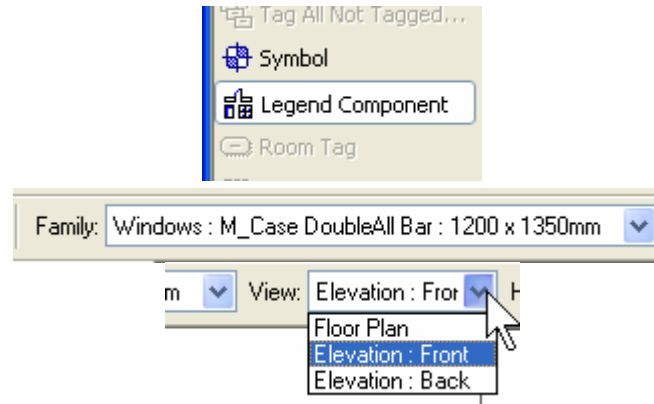 Tag All Not Tagged...
Symbol
Legend Component
Room Tag
Family: Windows : M_Case DoubleAll Bar : 1200 x 1350mm
m View: Elevation : Fror H
Floor Plan
Elevation : Front
Elevation : Back